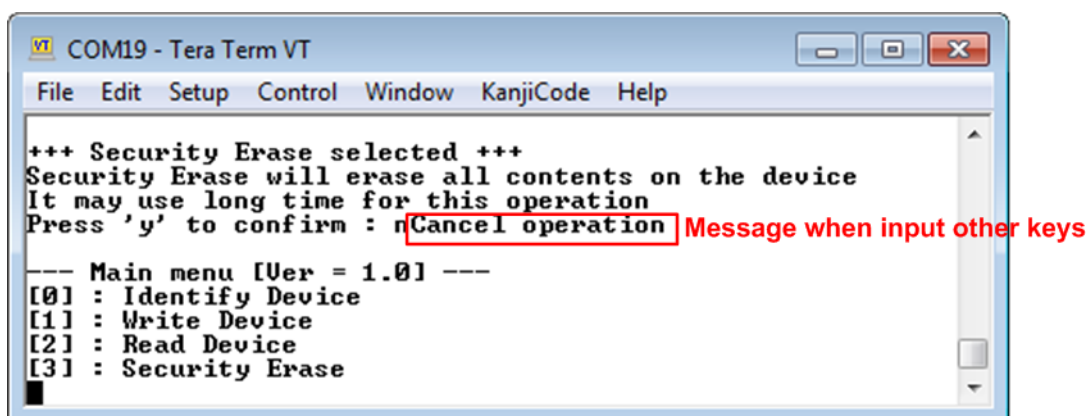 VT COM19 - Tera Term VT
File Edit Setup Control Window KanjiCode Help
+++ Security Erase selected +++
Security Erase will erase all contents on the device
It may use long time for this operation
Press 'y' to confirm : nCancel operation Message when input other keys
--- Main menu [Ver = 1.0] ---
[0] : Identify Device
[1] : Write Device
[2] : Read Device
[3] : Security Erase